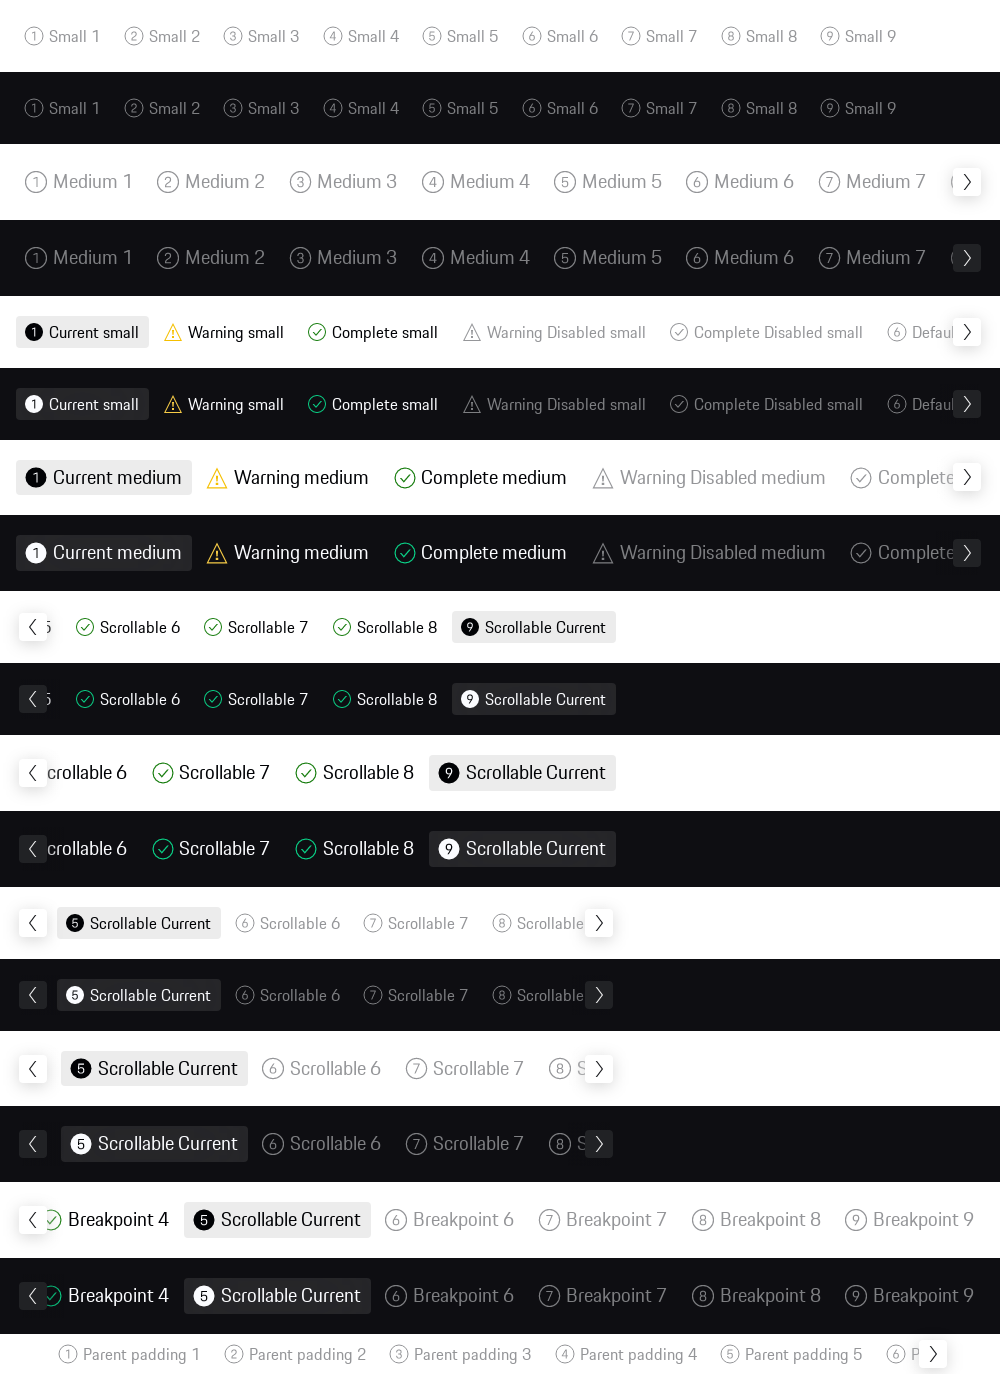 1 Small 1 2 Small 2 3 Small 3 4 Small 4 5 Small 5 6 Small 6 7 Small 7 8 Small 8 9 Small 9
1 Small 1 2 Small 2 3 Small 3 4 Small 4 5 Small 5 6 Small 6 7 Small 7 8 Small 8 9 Small 9
1 Medium 1 2 Medium 2 3 Medium 3 4 Medium 4 5 Medium 5 6 Medium 6 7 Medium 7
1 Medium 1 2 Medium 2 3 Medium 3 4 Medium 4 5 Medium 5 6 Medium 6 7 Medium 7
1 Current small Warning small Complete small Warning Disabled small Complete Disabled small 6 Defau
1 Current small Warning small Complete small Warning Disabled small Complete Disabled small 6 Defau
1 Current medium Warning medium Complete medium Warning Disabled medium Complete
1 Current medium Warning medium Complete medium Warning Disabled medium Complete
5 Scrollable 6 Scrollable 7 Scrollable 8 9 Scrollable Current
5 Scrollable 6 Scrollable 7 Scrollable 8 9 Scrollable Current
crollable 6 Scrollable 7 Scrollable 8 9 Scrollable Current
crollable 6 Scrollable 7 Scrollable 8 9 Scrollable Current
5 Scrollable Current 6 Scrollable 6 7 Scrollable 7 8 Scrollable
5 Scrollable Current 6 Scrollable 6 7 Scrollable 7 8 Scrollable
5 Scrollable Current 6 Scrollable 6 7 Scrollable 7 8 S
5 Scrollable Current 6 Scrollable 6 7 Scrollable 7 8 S
Breakpoint 4 5 Scrollable Current 6 Breakpoint 6 7 Breakpoint 7 8 Breakpoint 8 9 Breakpoint 9
Breakpoint 4 5 Scrollable Current 6 Breakpoint 6 7 Breakpoint 7 8 Breakpoint 8 9 Breakpoint 9
1 Parent padding 1 2 Parent padding 2 3 Parent padding 3 4 Parent padding 4 5 Parent padding 5 6 P